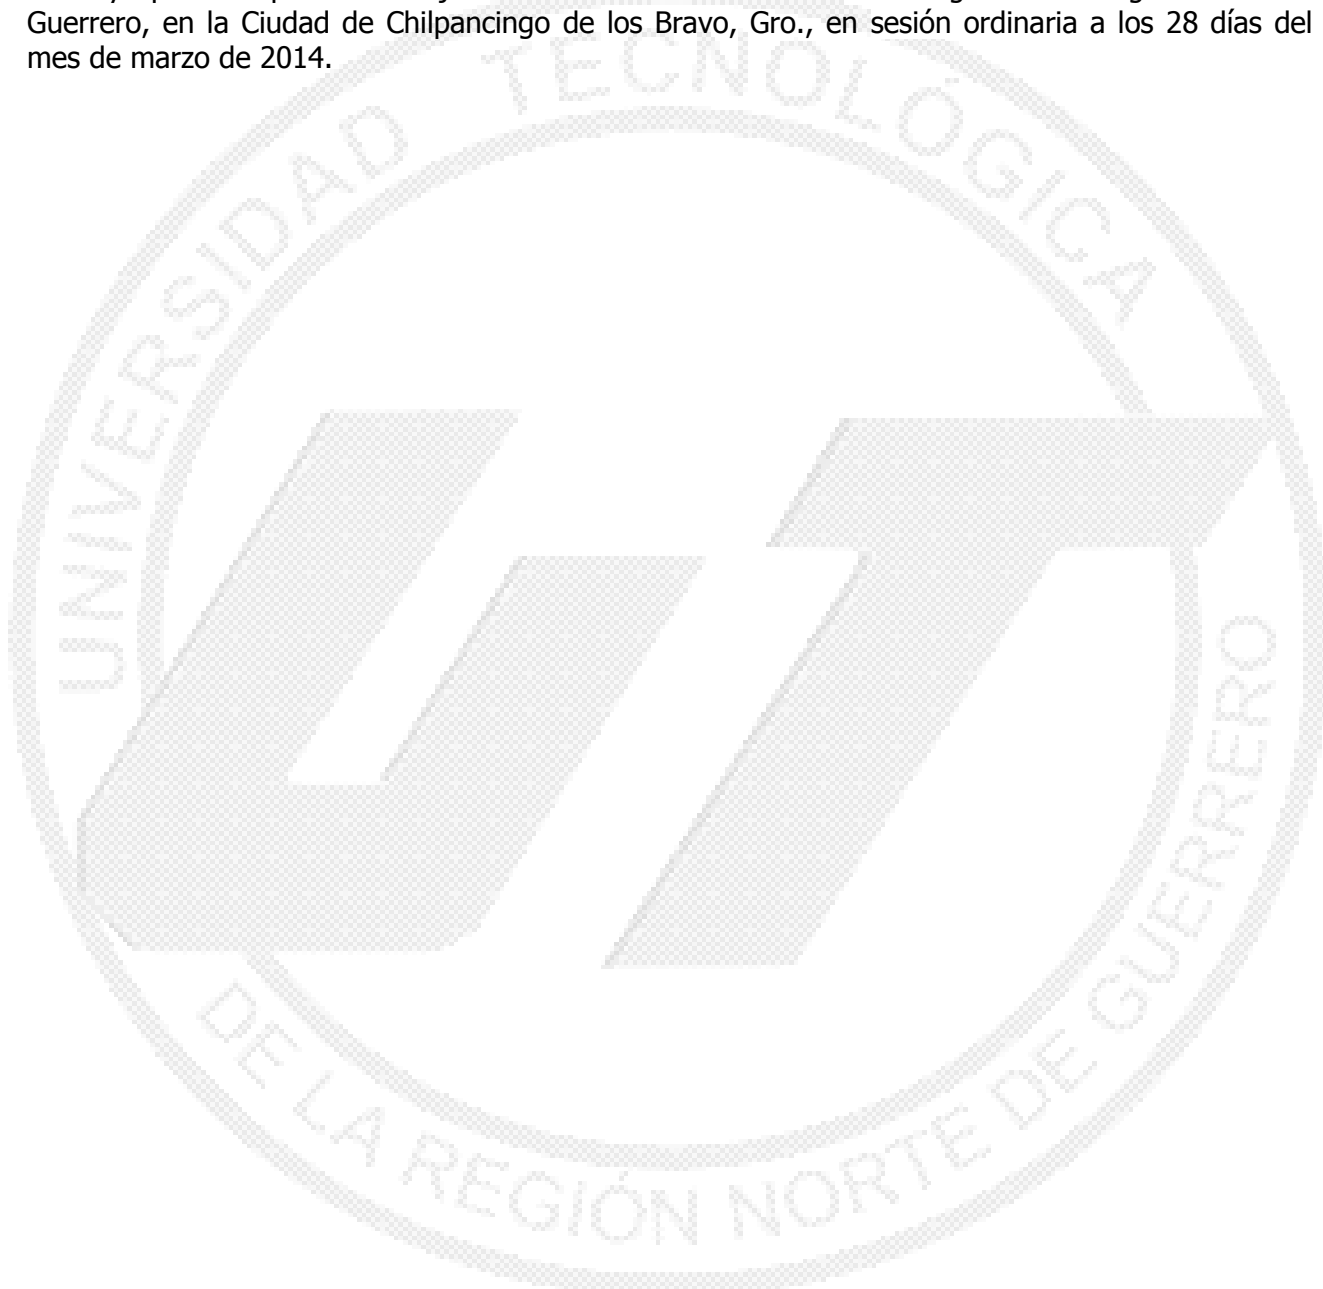 Guerrero, en la Ciudad de Chilpancingo de los Bravo, Gro., en sesión ordinaria a los 28 días del
mes de marzo de 2014.
UNIVERSIDAD TECNOLÓGICA
DE LA REGIÓN NORTE DE GUERRERO
UT